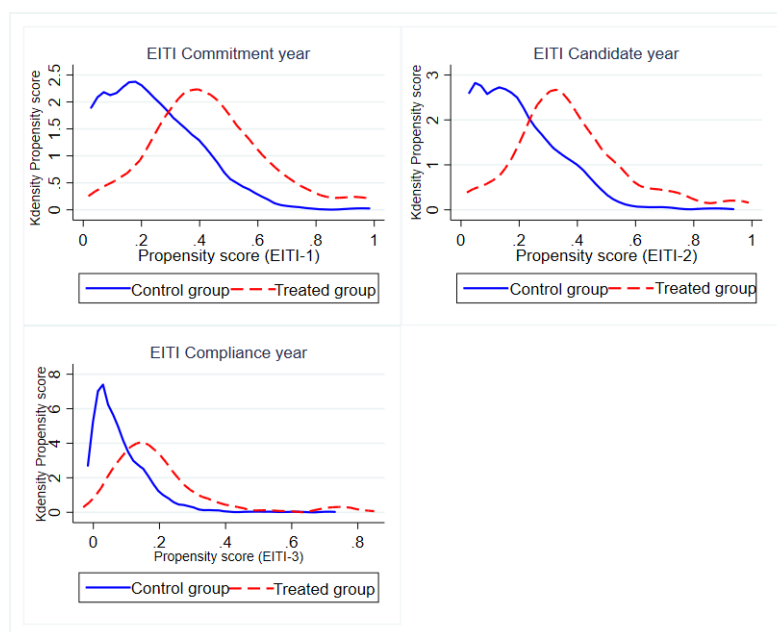 EITI Commitment year
Kdensity Propensity score
0 .5 1 1.5 2 2.5
0 .2 .4 .6 .8 1
Propensity score (EITI-1)
Control group Treated group
EITI Candidate year
Kdensity Propensity score
0 1 2 3
0 .2 .4 .6 .8 1
Propensity score (EITI-2)
Control group Treated group
EITI Compliance year
Kdensity Propensity score
0 2 4 6 8
0 .2 .4 .6 .8
Propensity score (EITI-3)
Control group Treated group